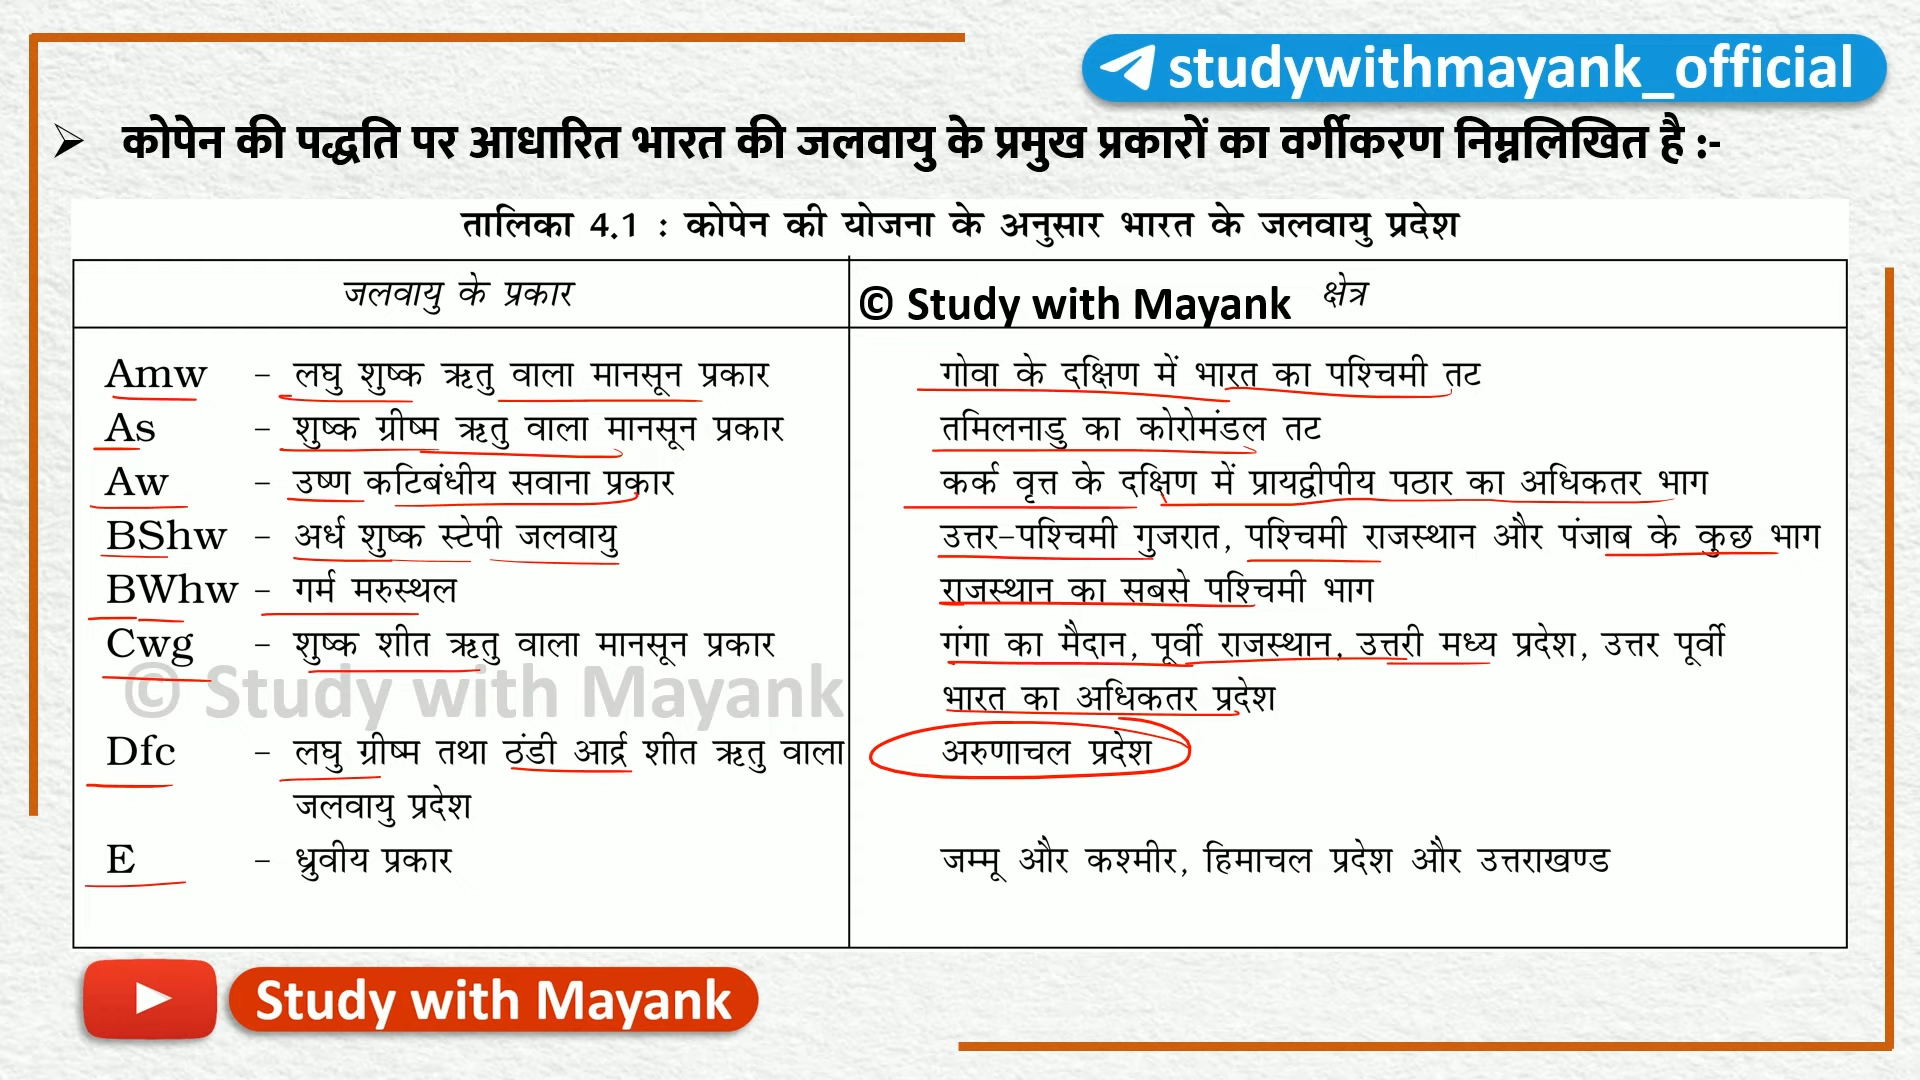 studywithmayank_official
➢ कोपेन की पद्धति पर आधारित भारत की जलवायु के प्रमुख प्रकारों का वर्गीकरण निम्नलिखित है :-
तालिका 4.1 : कोपेन की योजना के अनुसार भारत के जलवायु प्रदेश
जलवायु के प्रकार © Study with Mayank क्षेत्र
Amw – लघु शुष्क ऋतु वाला मानसून प्रकार गोवा के दक्षिण में भारत का पश्चिमी तट
As – शुष्क ग्रीष्म ऋतु वाला मानसून प्रकार तमिलनाडु का कोरोमंडल तट
Aw – उष्ण कटिबंधीय सवाना प्रकार कर्क वृत्त के दक्षिण में प्रायद्वीपीय पठार का अधिकतर भाग
BShw – अर्ध शुष्क स्टेपी जलवायु उत्तर-पश्चिमी गुजरात, पश्चिमी राजस्थान और पंजाब के कुछ भाग
BWhw – गर्म मरुस्थल राजस्थान का सबसे पश्चिमी भाग
Cwg – शुष्क शीत ऋतु वाला मानसून प्रकार गंगा का मैदान, पूर्वी राजस्थान, उत्तरी मध्य प्रदेश, उत्तर पूर्वी
© Study with Mayank भारत का अधिकतर प्रदेश
Dfc – लघु ग्रीष्म तथा ठंडी आर्द्र शीत ऋतु वाला अरुणाचल प्रदेश
जलवायु प्रदेश
E – ध्रुवीय प्रकार जम्मू और कश्मीर, हिमाचल प्रदेश और उत्तराखण्ड
Study with Mayank